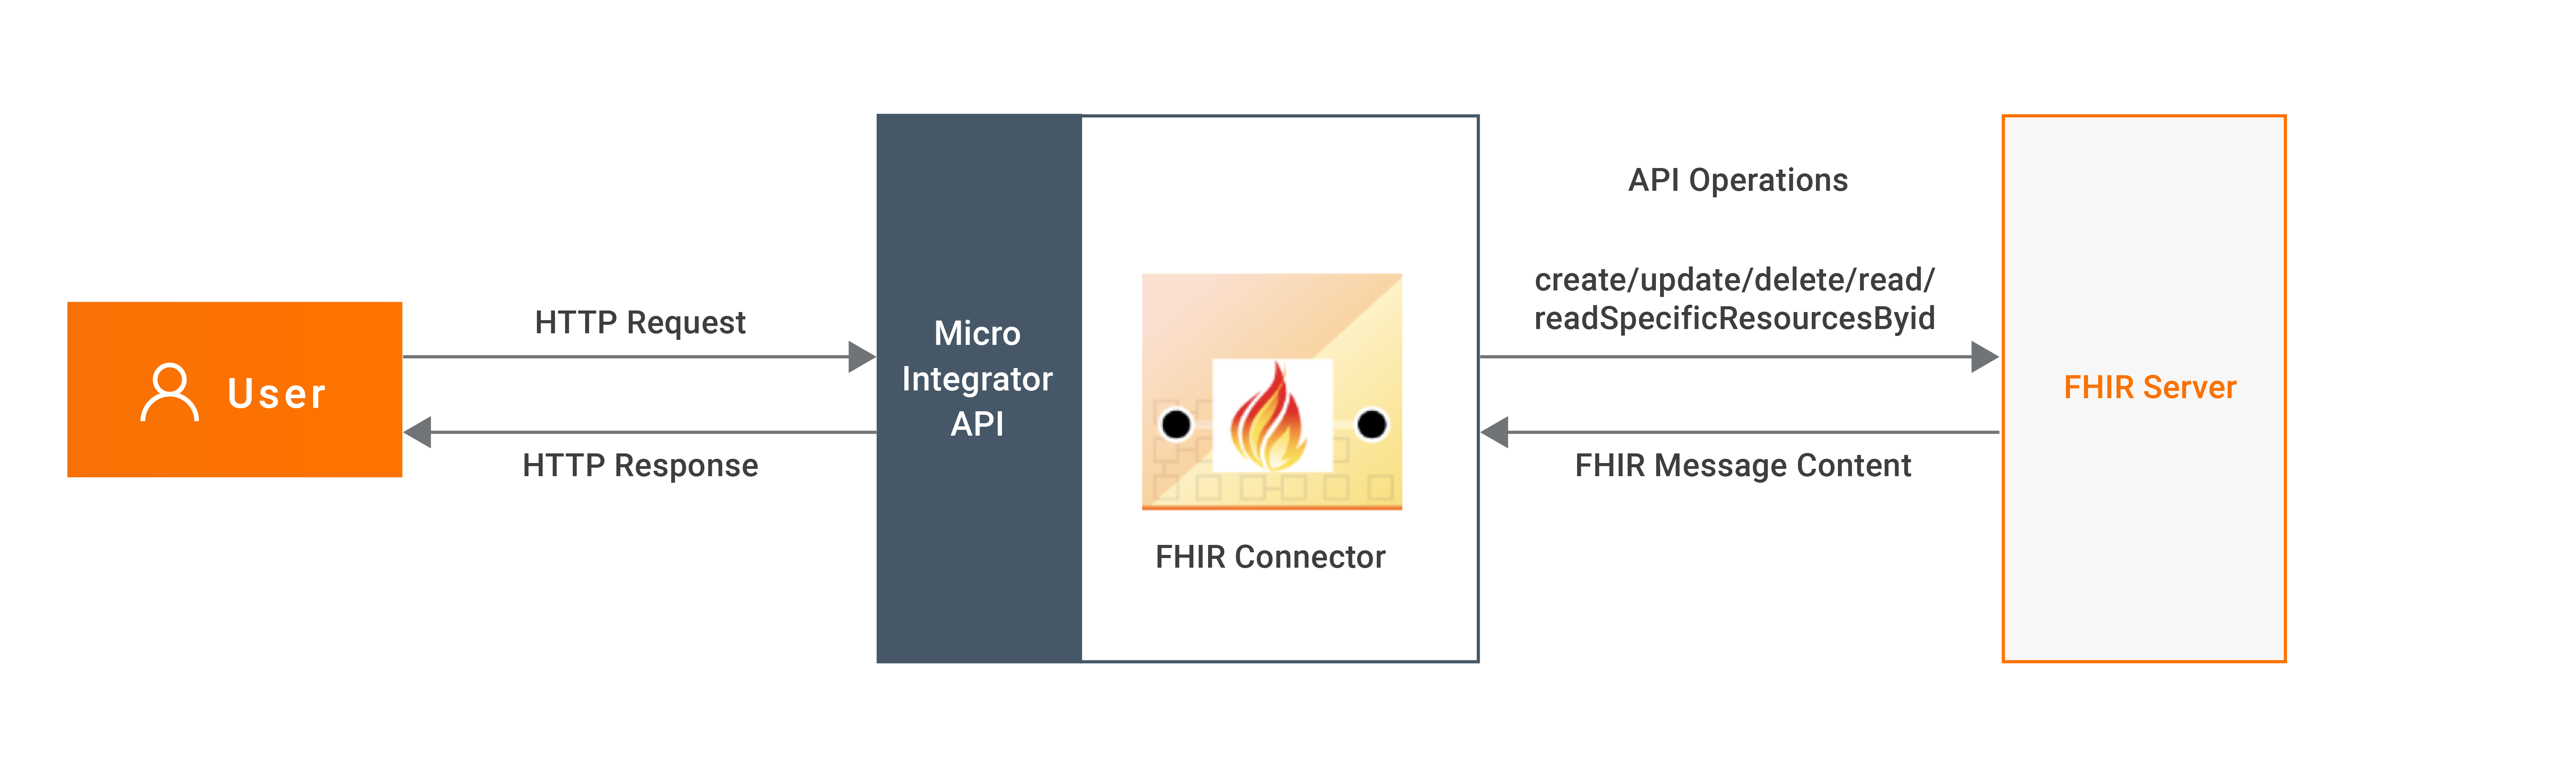 User
HTTP Request
HTTP Response
Micro
Integrator
API
FHIR Connector
API Operations
create/update/delete/read/
readSpecificResourcesByid
FHIR Message Content
FHIR Server